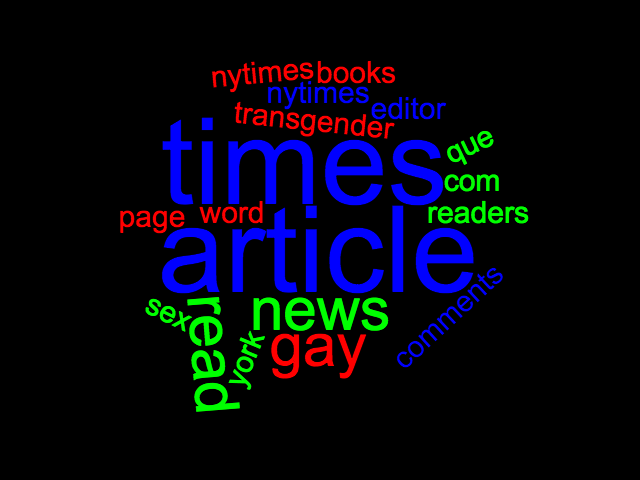 nytimes books
nytimes editor
transgender
que
times
com
page word readers
article
comments
sex news
read
york gay